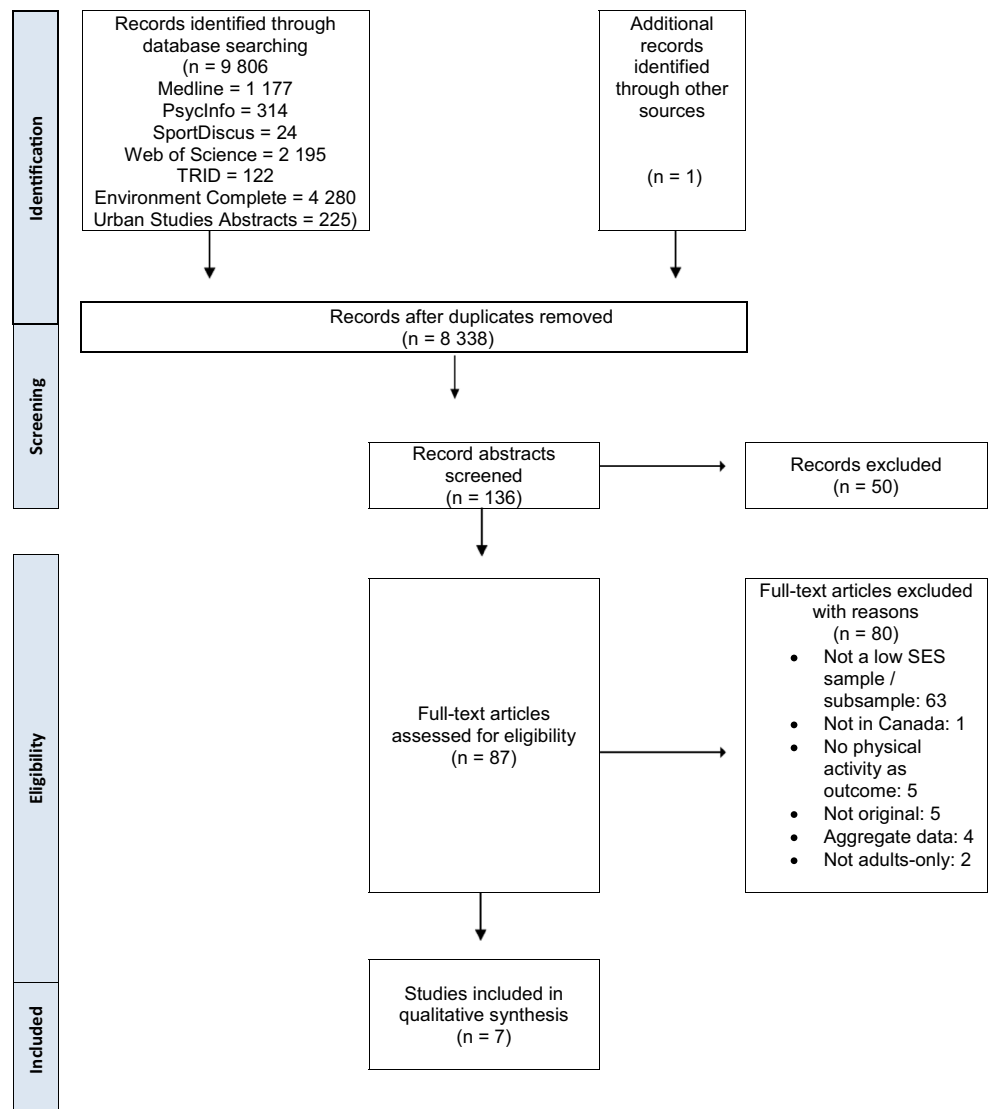 Identification
Records identified through
database searching
(n = 9 806
Medline = 1 177
PsycInfo = 314
SportDiscus = 24
Web of Science = 2 195
TRID = 122
Environment Complete = 4 280
Urban Studies Abstracts = 225)
Additional
records
identified
through other
sources
(n = 1)
Records after duplicates removed
(n = 8 338)
Screening
Record abstracts
screened
(n = 136)
Records excluded
(n = 50)
Eligibility
Full-text articles
assessed for eligibility
(n = 87)
Full-text articles excluded
with reasons
(n = 80)
• Not a low SES
sample /
subsample: 63
• Not in Canada: 1
• No physical
activity as
outcome: 5
• Not original: 5
• Aggregate data: 4
• Not adults-only: 2
Included
Studies included in
qualitative synthesis
(n = 7)